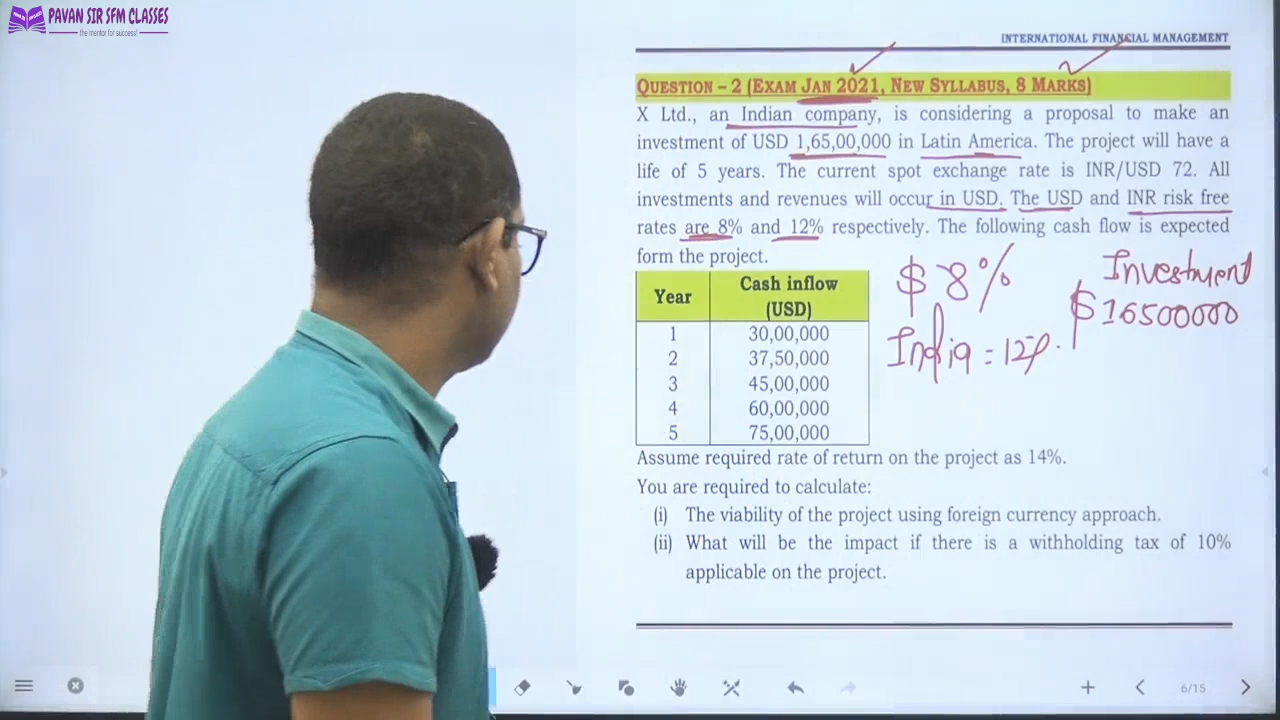 PAVAN SIR SFM CLASSES
the mentor for success!
INTERNATIONAL FINANCIAL MANAGEMENT
QUESTION – 2 (EXAM JAN 2021, NEW SYLLABUS, 8 MARKS)
X Ltd., an Indian company, is considering a proposal to make an
investment of USD 1,65,00,000 in Latin America. The project will have a
life of 5 years. The current spot exchange rate is INR/USD 72. All
investments and revenues will occur in USD. The USD and INR risk free
rates are 8% and 12% respectively. The following cash flow is expected
form the project.
Year Cash inflow (USD)
1 30,00,000
2 37,50,000
3 45,00,000
4 60,00,000
5 75,00,000
$ 8%
India = 12%.
Investment
$ 16500000
Assume required rate of return on the project as 14%.
You are required to calculate:
(i) The viability of the project using foreign currency approach.
(ii) What will be the impact if there is a withholding tax of 10%
applicable on the project.
6/15